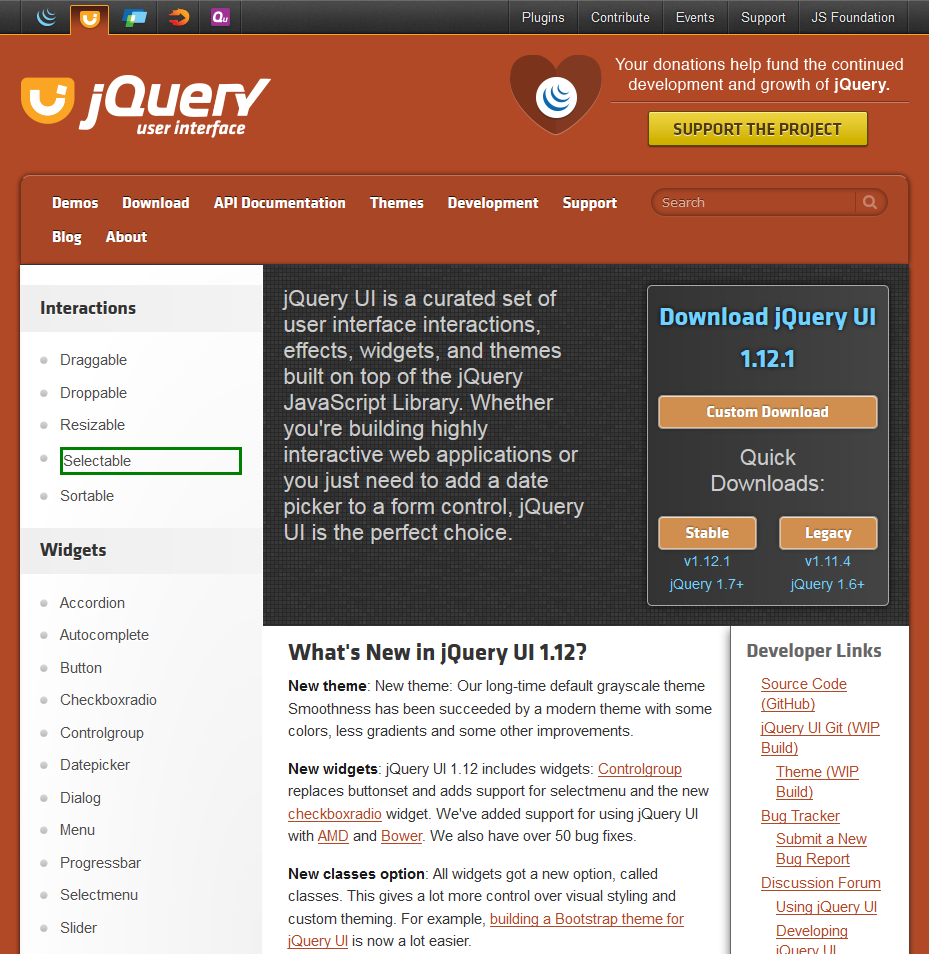 Qu
Plugins
Contribute
Events
Support
JS Foundation
jQuery
user interface
Your donations help fund the continued
development and growth of jQuery.
SUPPORT THE PROJECT
Demos
Download
API Documentation
Themes
Development
Support
Search
Blog
About
Interactions
Draggable
Droppable
Resizable
Selectable
Sortable
Widgets
Accordion
Autocomplete
Button
Checkboxradio
Controlgroup
Datepicker
Dialog
Menu
Progressbar
Selectmenu
Slider
jQuery UI is a curated set of
user interface interactions,
effects, widgets, and themes
built on top of the jQuery
JavaScript Library. Whether
you're building highly
interactive web applications or
you just need to add a date
picker to a form control, jQuery
UI is the perfect choice.
Download jQuery UI
1.12.1
Custom Download
Quick
Downloads:
Stable
v1.12.1
jQuery 1.7+
Legacy
v1.11.4
jQuery 1.6+
What's New in jQuery UI 1.12?
New theme: New theme: Our long-time default grayscale theme
Smoothness has been succeeded by a modern theme with some
colors, less gradients and some other improvements.
New widgets: jQuery UI 1.12 includes widgets: Controlgroup
replaces buttonset and adds support for selectmenu and the new
checkboxradio widget. We've added support for using jQuery UI
with AMD and Bower. We also have over 50 bug fixes.
New classes option: All widgets got a new option, called
classes. This gives a lot more control over visual styling and
custom theming. For example, building a Bootstrap theme for
jQuery UI is now a lot easier.
Developer Links
Source Code
(GitHub)
jQuery UI Git (WIP
Build)
Theme (WIP
Build)
Bug Tracker
Submit a New
Bug Report
Discussion Forum
Using jQuery UI
Developing
jQuery UI